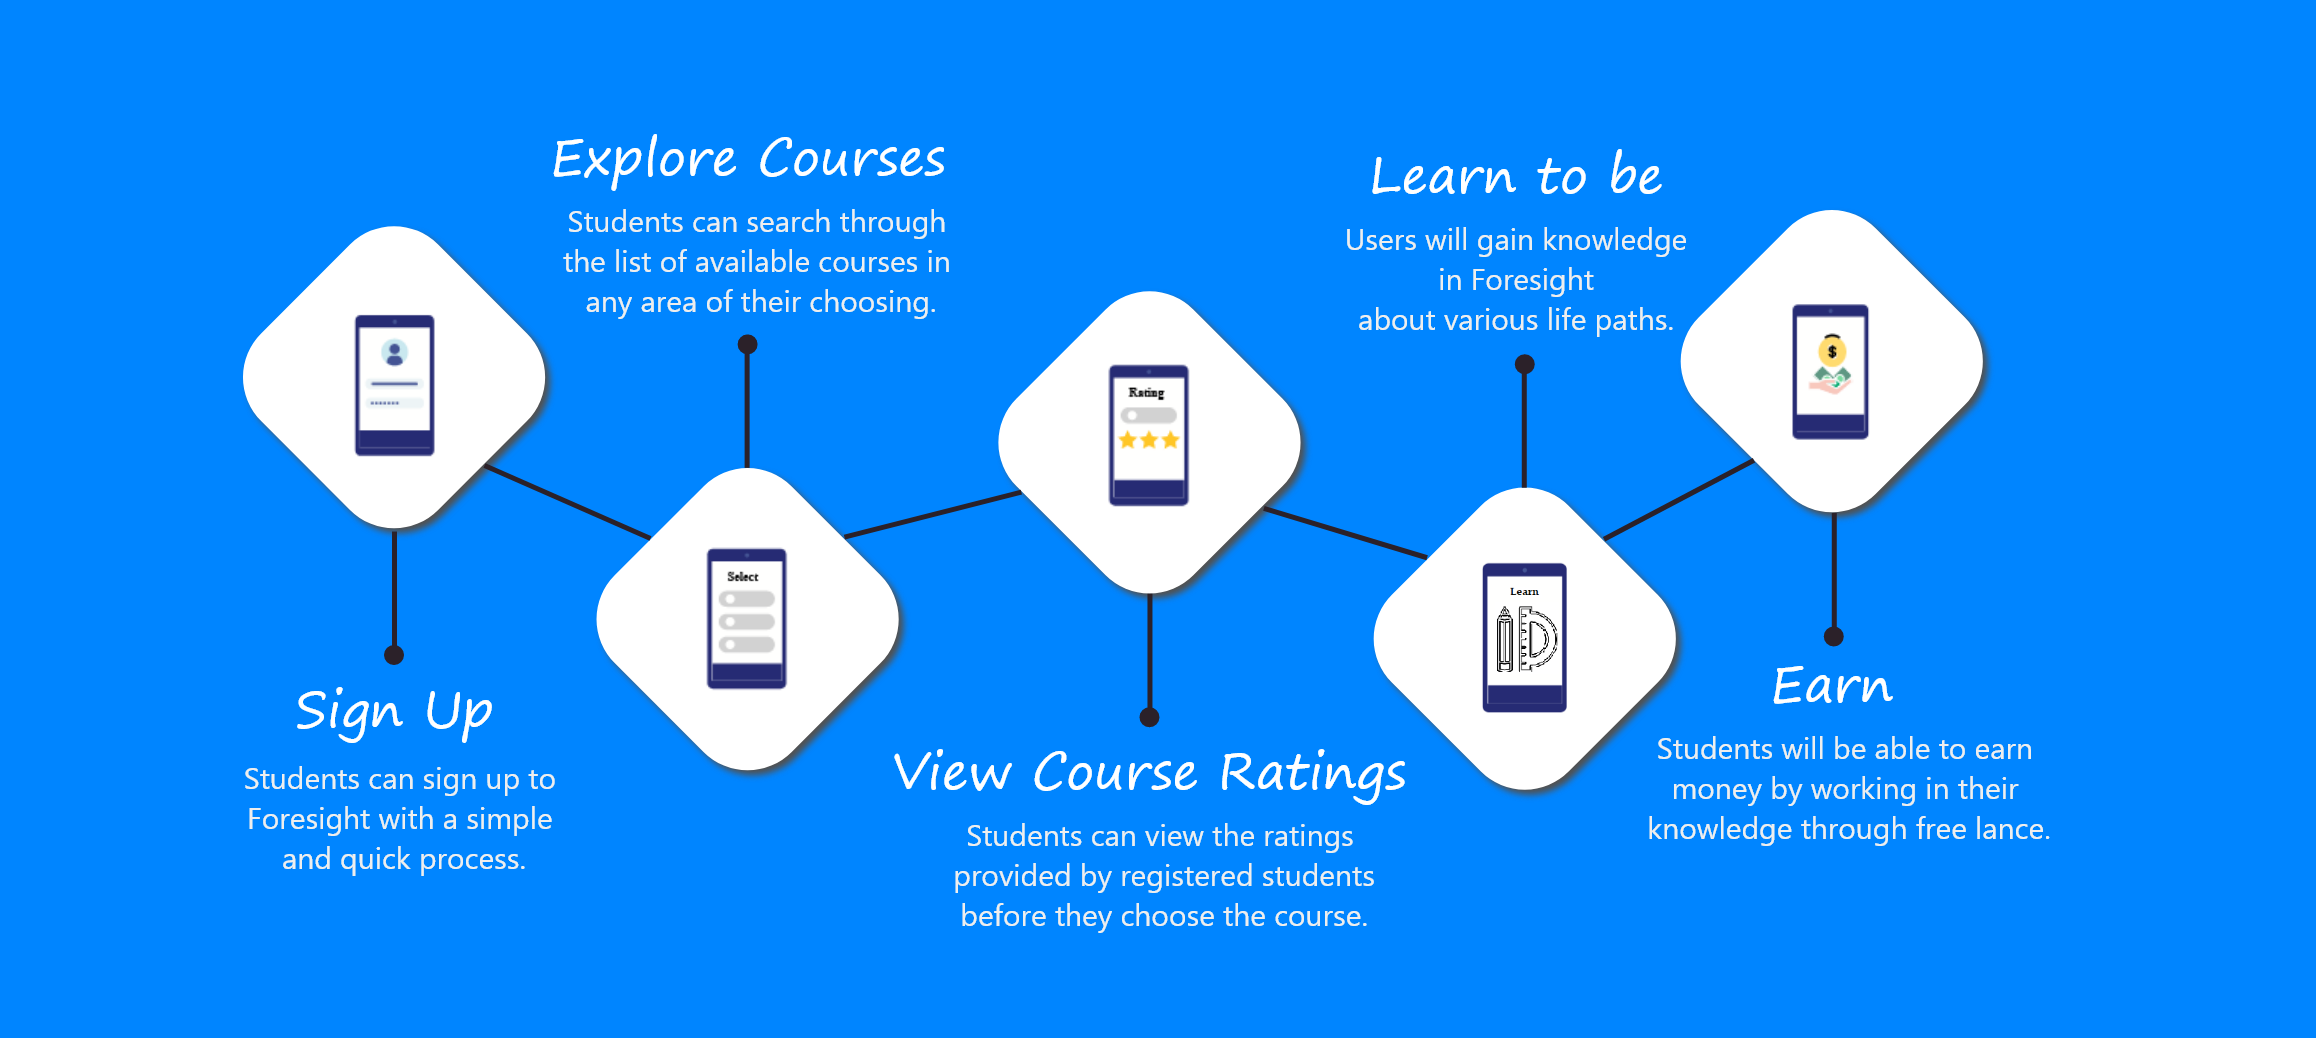 Sign Up
Students can sign up to
Foresight with a simple
and quick process.
Explore Courses
Students can search through
the list of available courses in
any area of their choosing.
Select
Rating
View Course Ratings
Students can view the ratings
provided by registered students
before they choose the course.
Learn to be
Users will gain knowledge
in Foresight
about various life paths.
Learn
$
Earn
Students will be able to earn
money by working in their
knowledge through free lance.